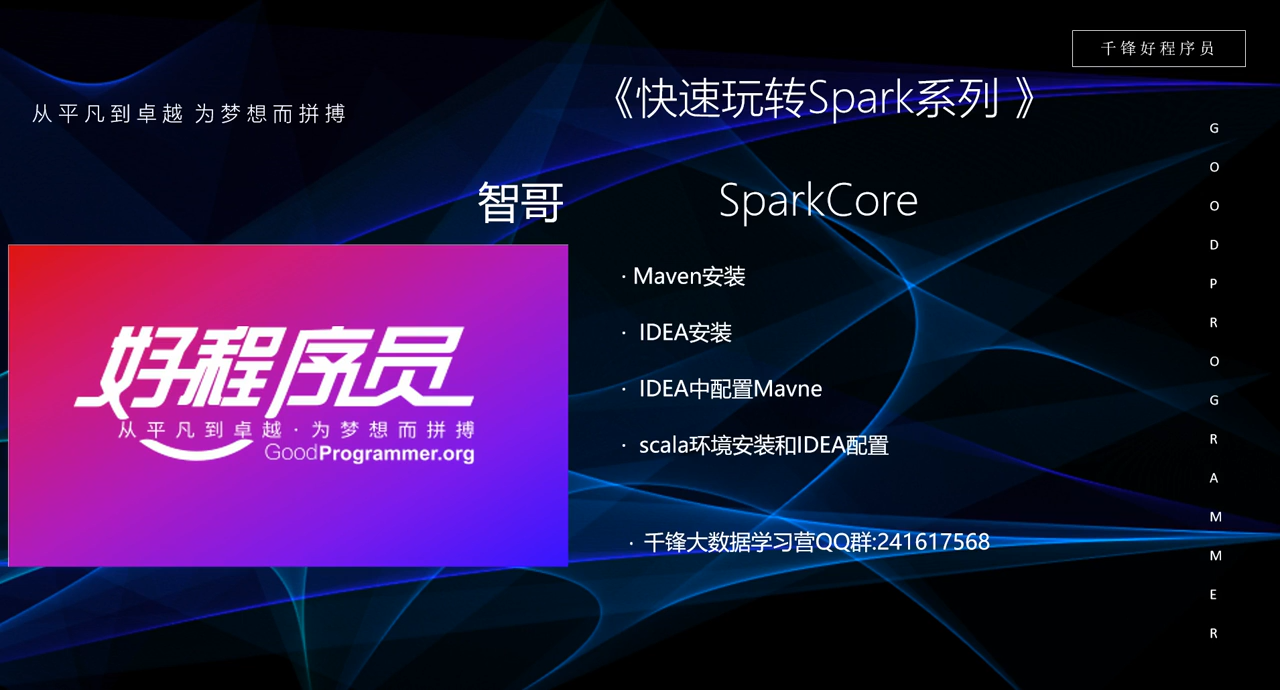 千锋好程序员
从平凡到卓越 为梦想而拼搏
《快速玩转Spark系列 》
智哥
SparkCore
好程序员
从平凡到卓越·为梦想而拼搏
GoodProgrammer.org
· Maven安装
· IDEA安装
· IDEA中配置Mavne
· scala环境安装和IDEA配置
· 千锋大数据学习营QQ群:241617568
GOODPROGRAMMER